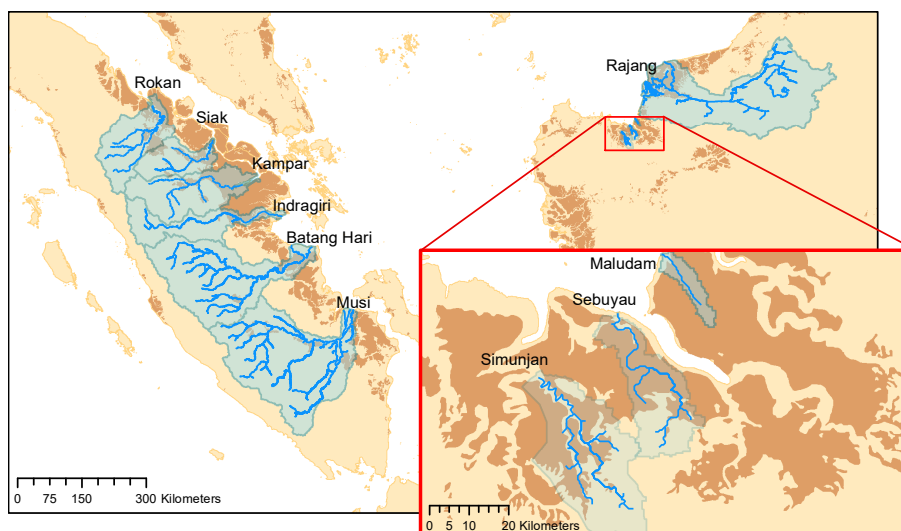 Rokan
Siak
Kampar
Indragiri
Batang Hari
Musi
Rajang
Maludam
Sebuyau
Simunjan
0 75 150 300 Kilometers
0 5 10 20 Kilometers